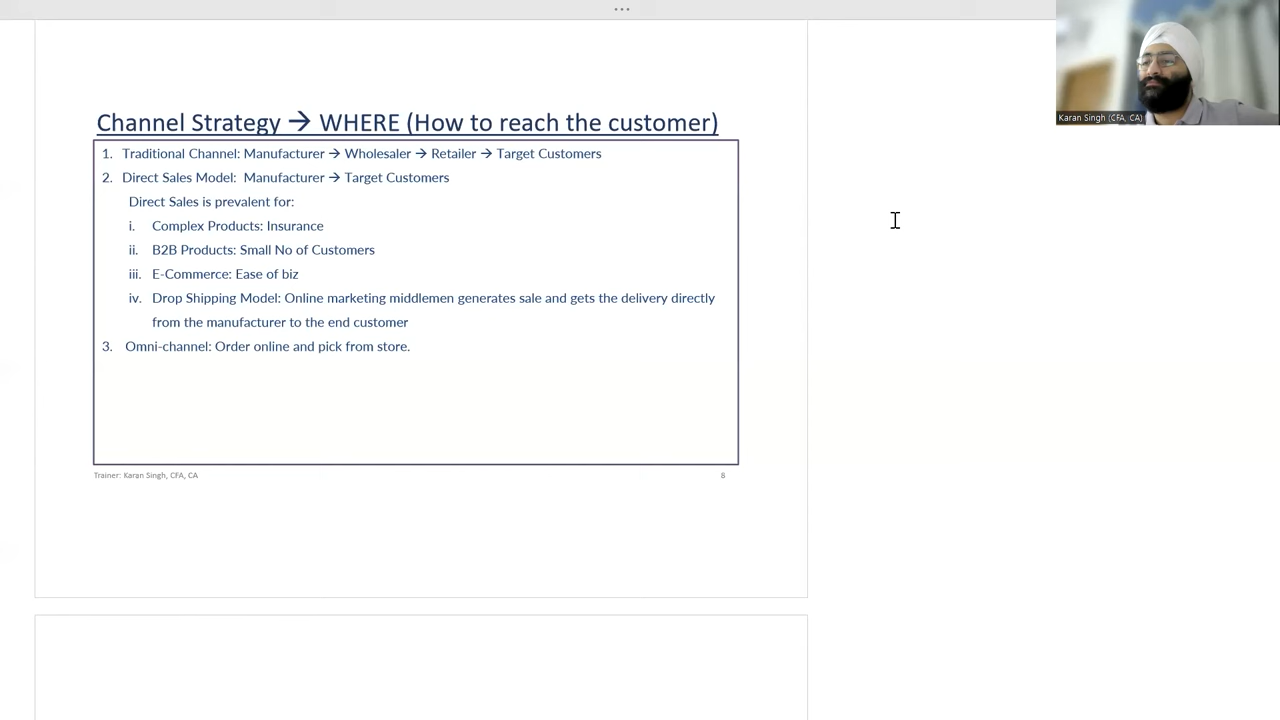 Karan Singh (CFA, CA)
Channel Strategy → WHERE (How to reach the customer)
1. Traditional Channel: Manufacturer → Wholesaler → Retailer → Target Customers
2. Direct Sales Model: Manufacturer → Target Customers
Direct Sales is prevalent for:
i. Complex Products: Insurance
ii. B2B Products: Small No of Customers
iii. E-Commerce: Ease of biz
iv. Drop Shipping Model: Online marketing middlemen generates sale and gets the delivery directly
from the manufacturer to the end customer
3. Omni-channel: Order online and pick from store.
Trainer: Karan Singh, CFA, CA 8